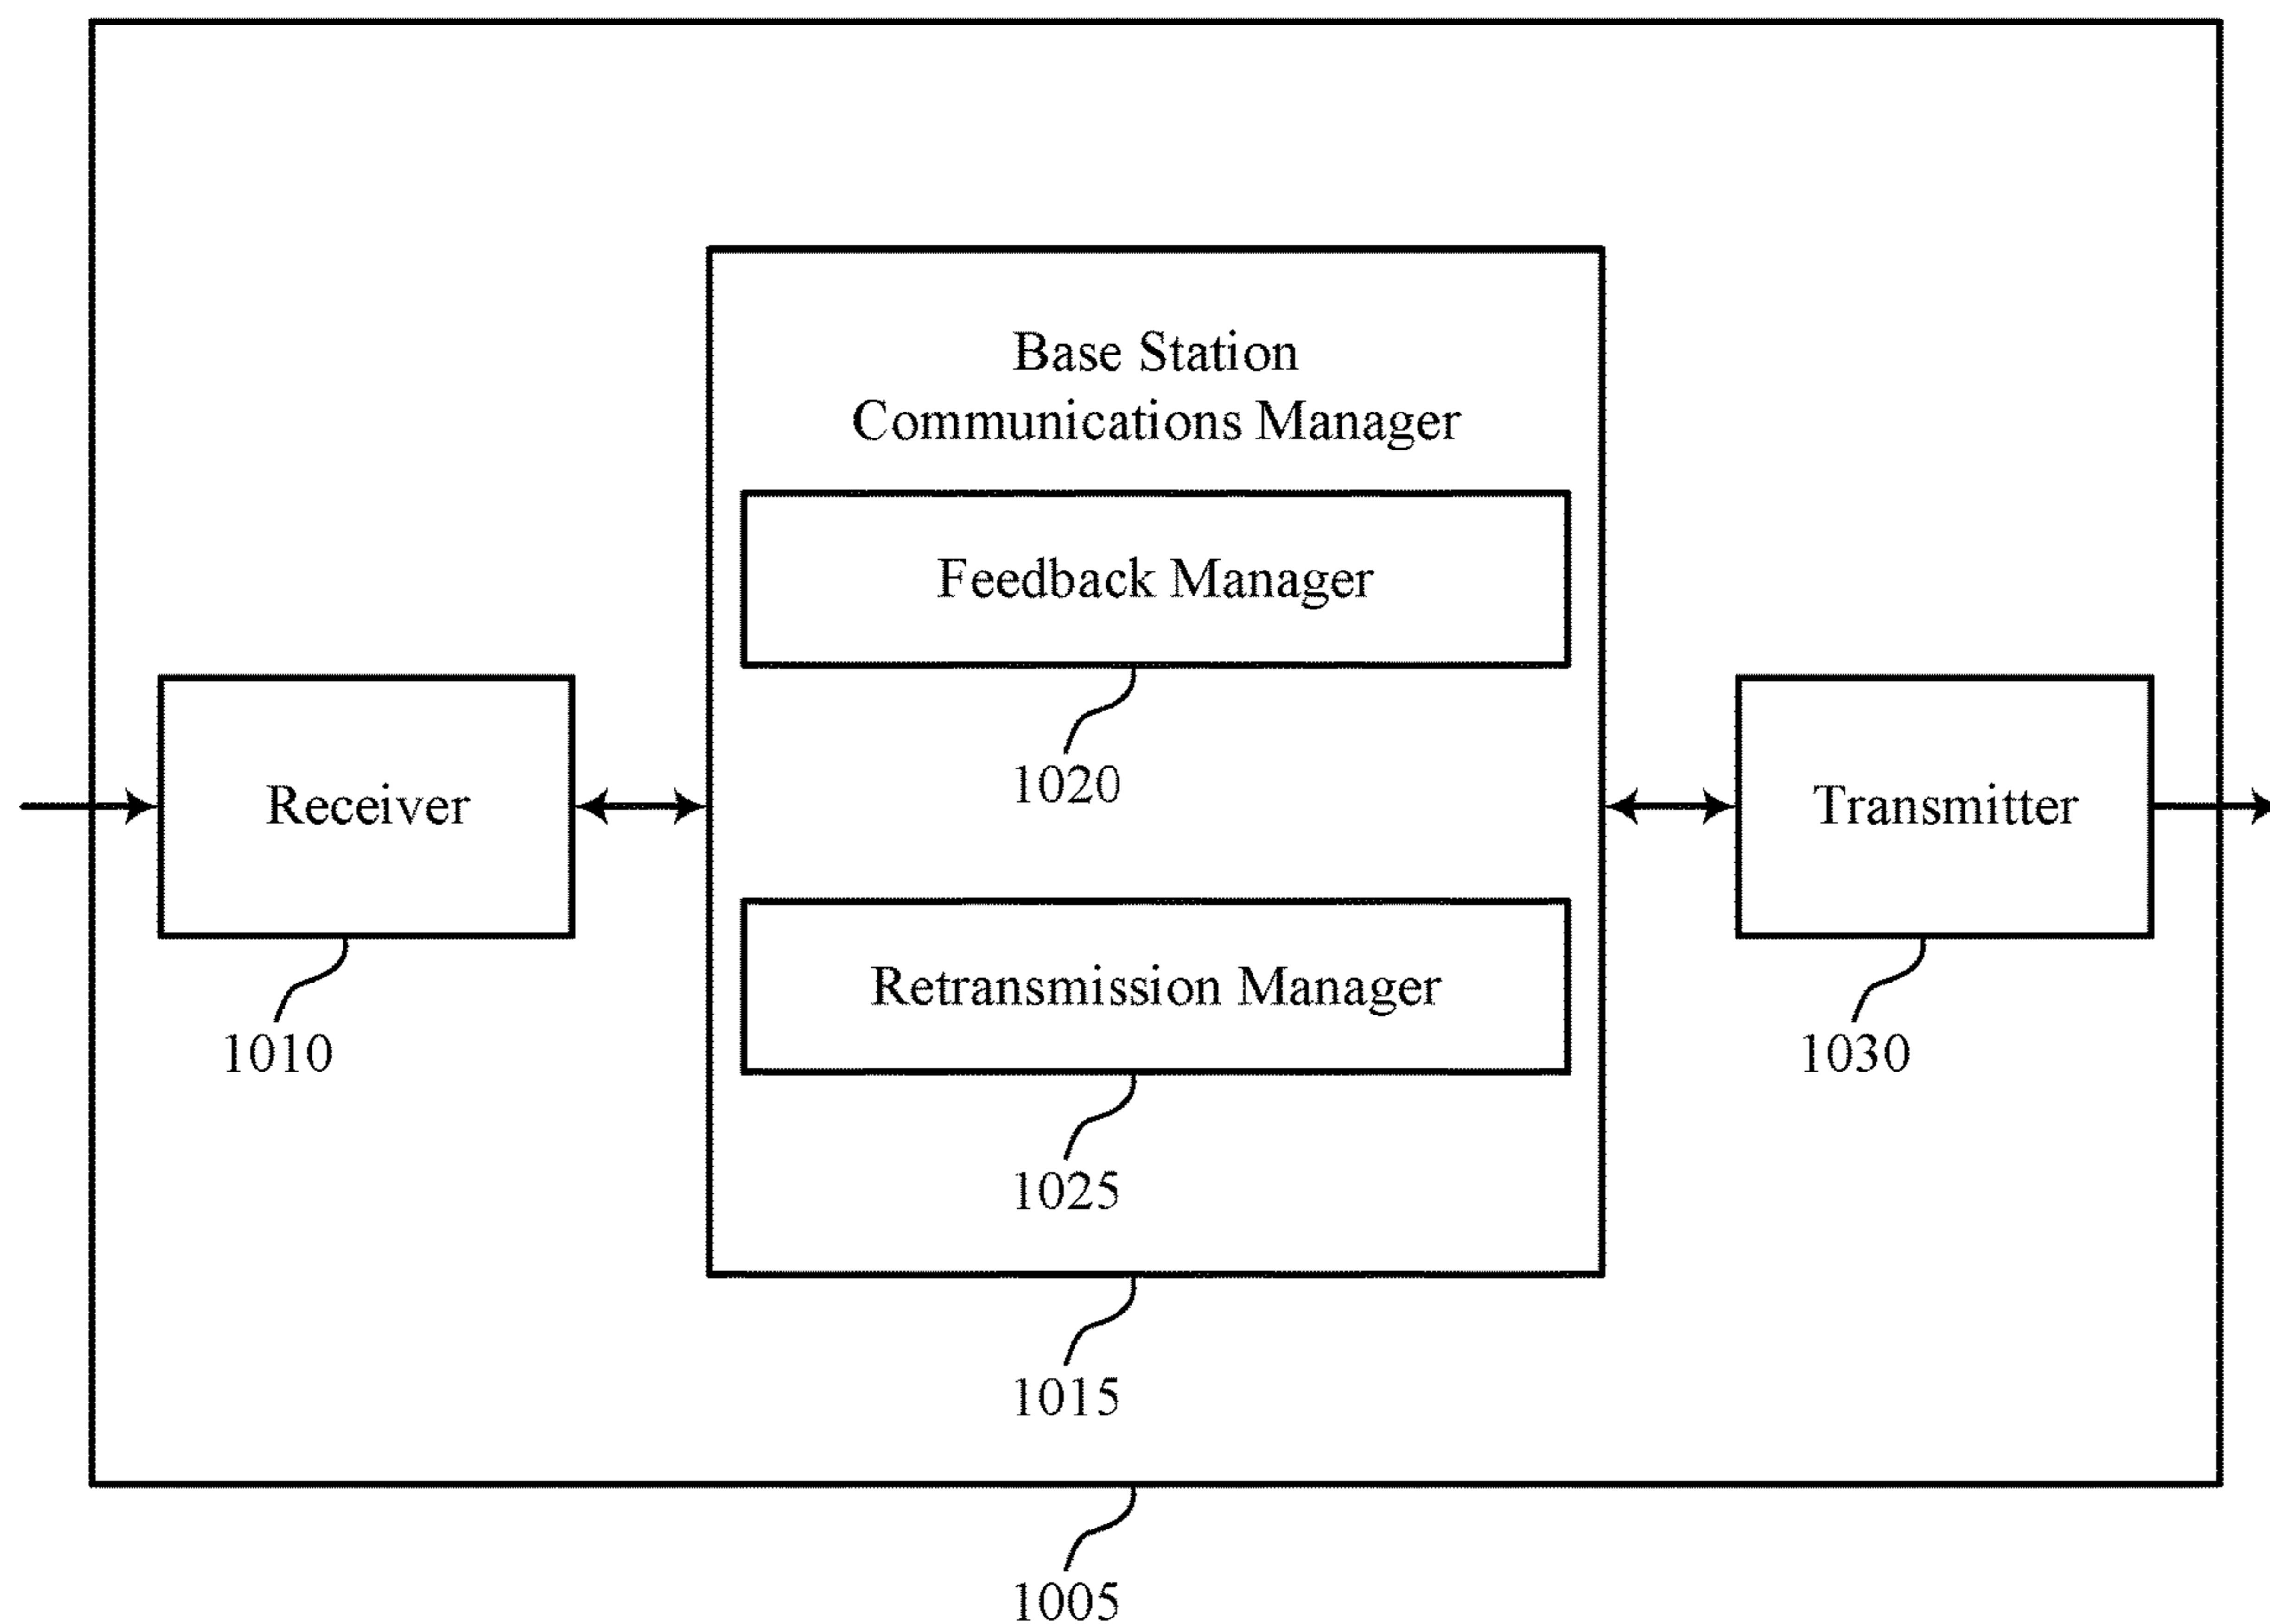 Base Station
Communications Manager
Feedback Manager
1020
Receiver
1010
Retransmission Manager
1025
Transmitter
1030
1015
1005